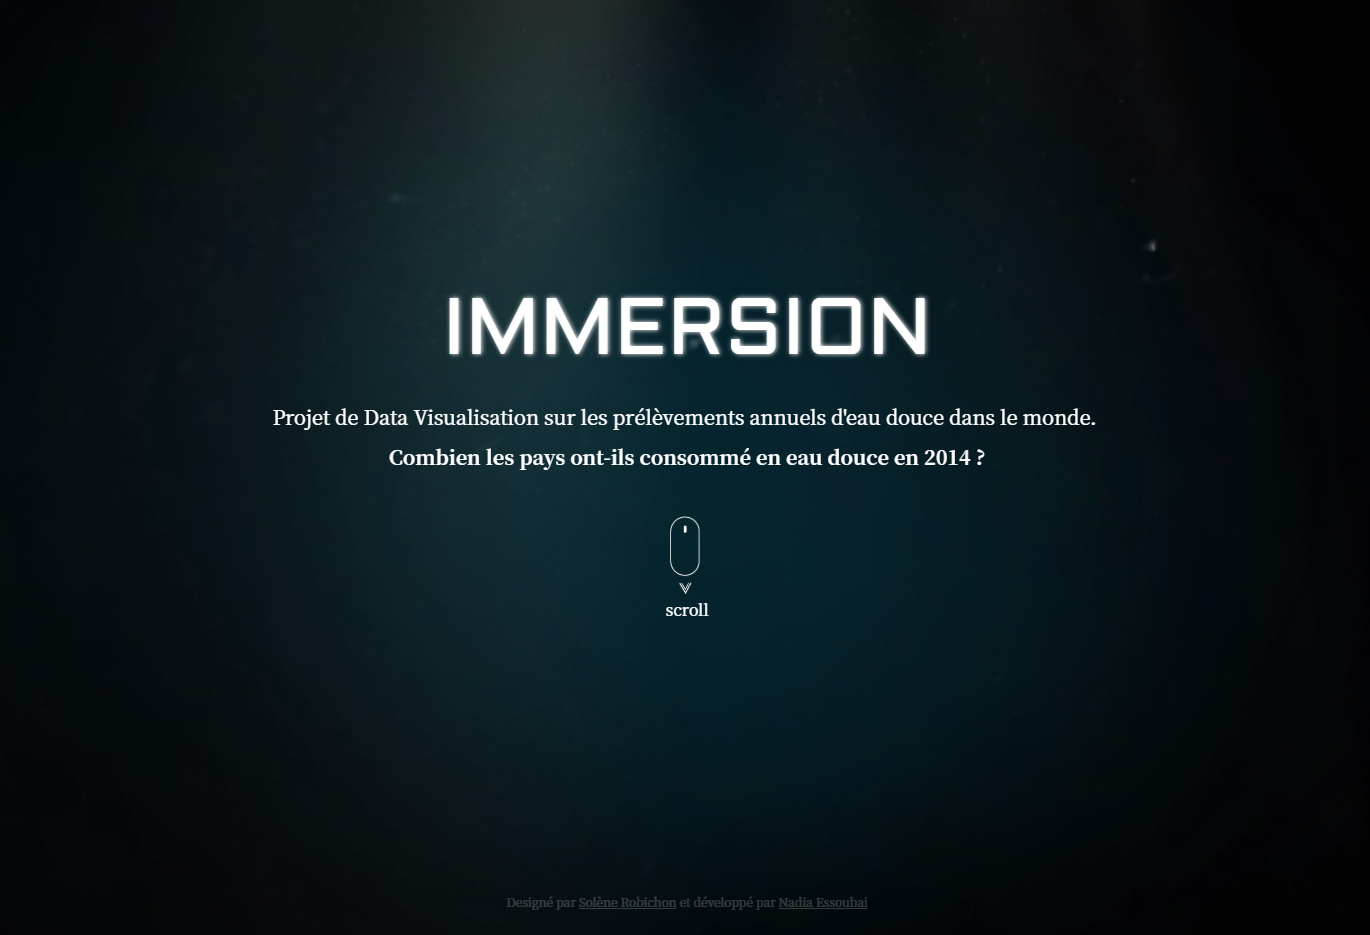 IMMERSION
Projet de Data Visualisation sur les prélèvements annuels d'eau douce dans le monde.
Combien les pays ont-ils consommé en eau douce en 2014 ?
scroll
Designé par Solène Robichon et développé par Nadia Essoubai